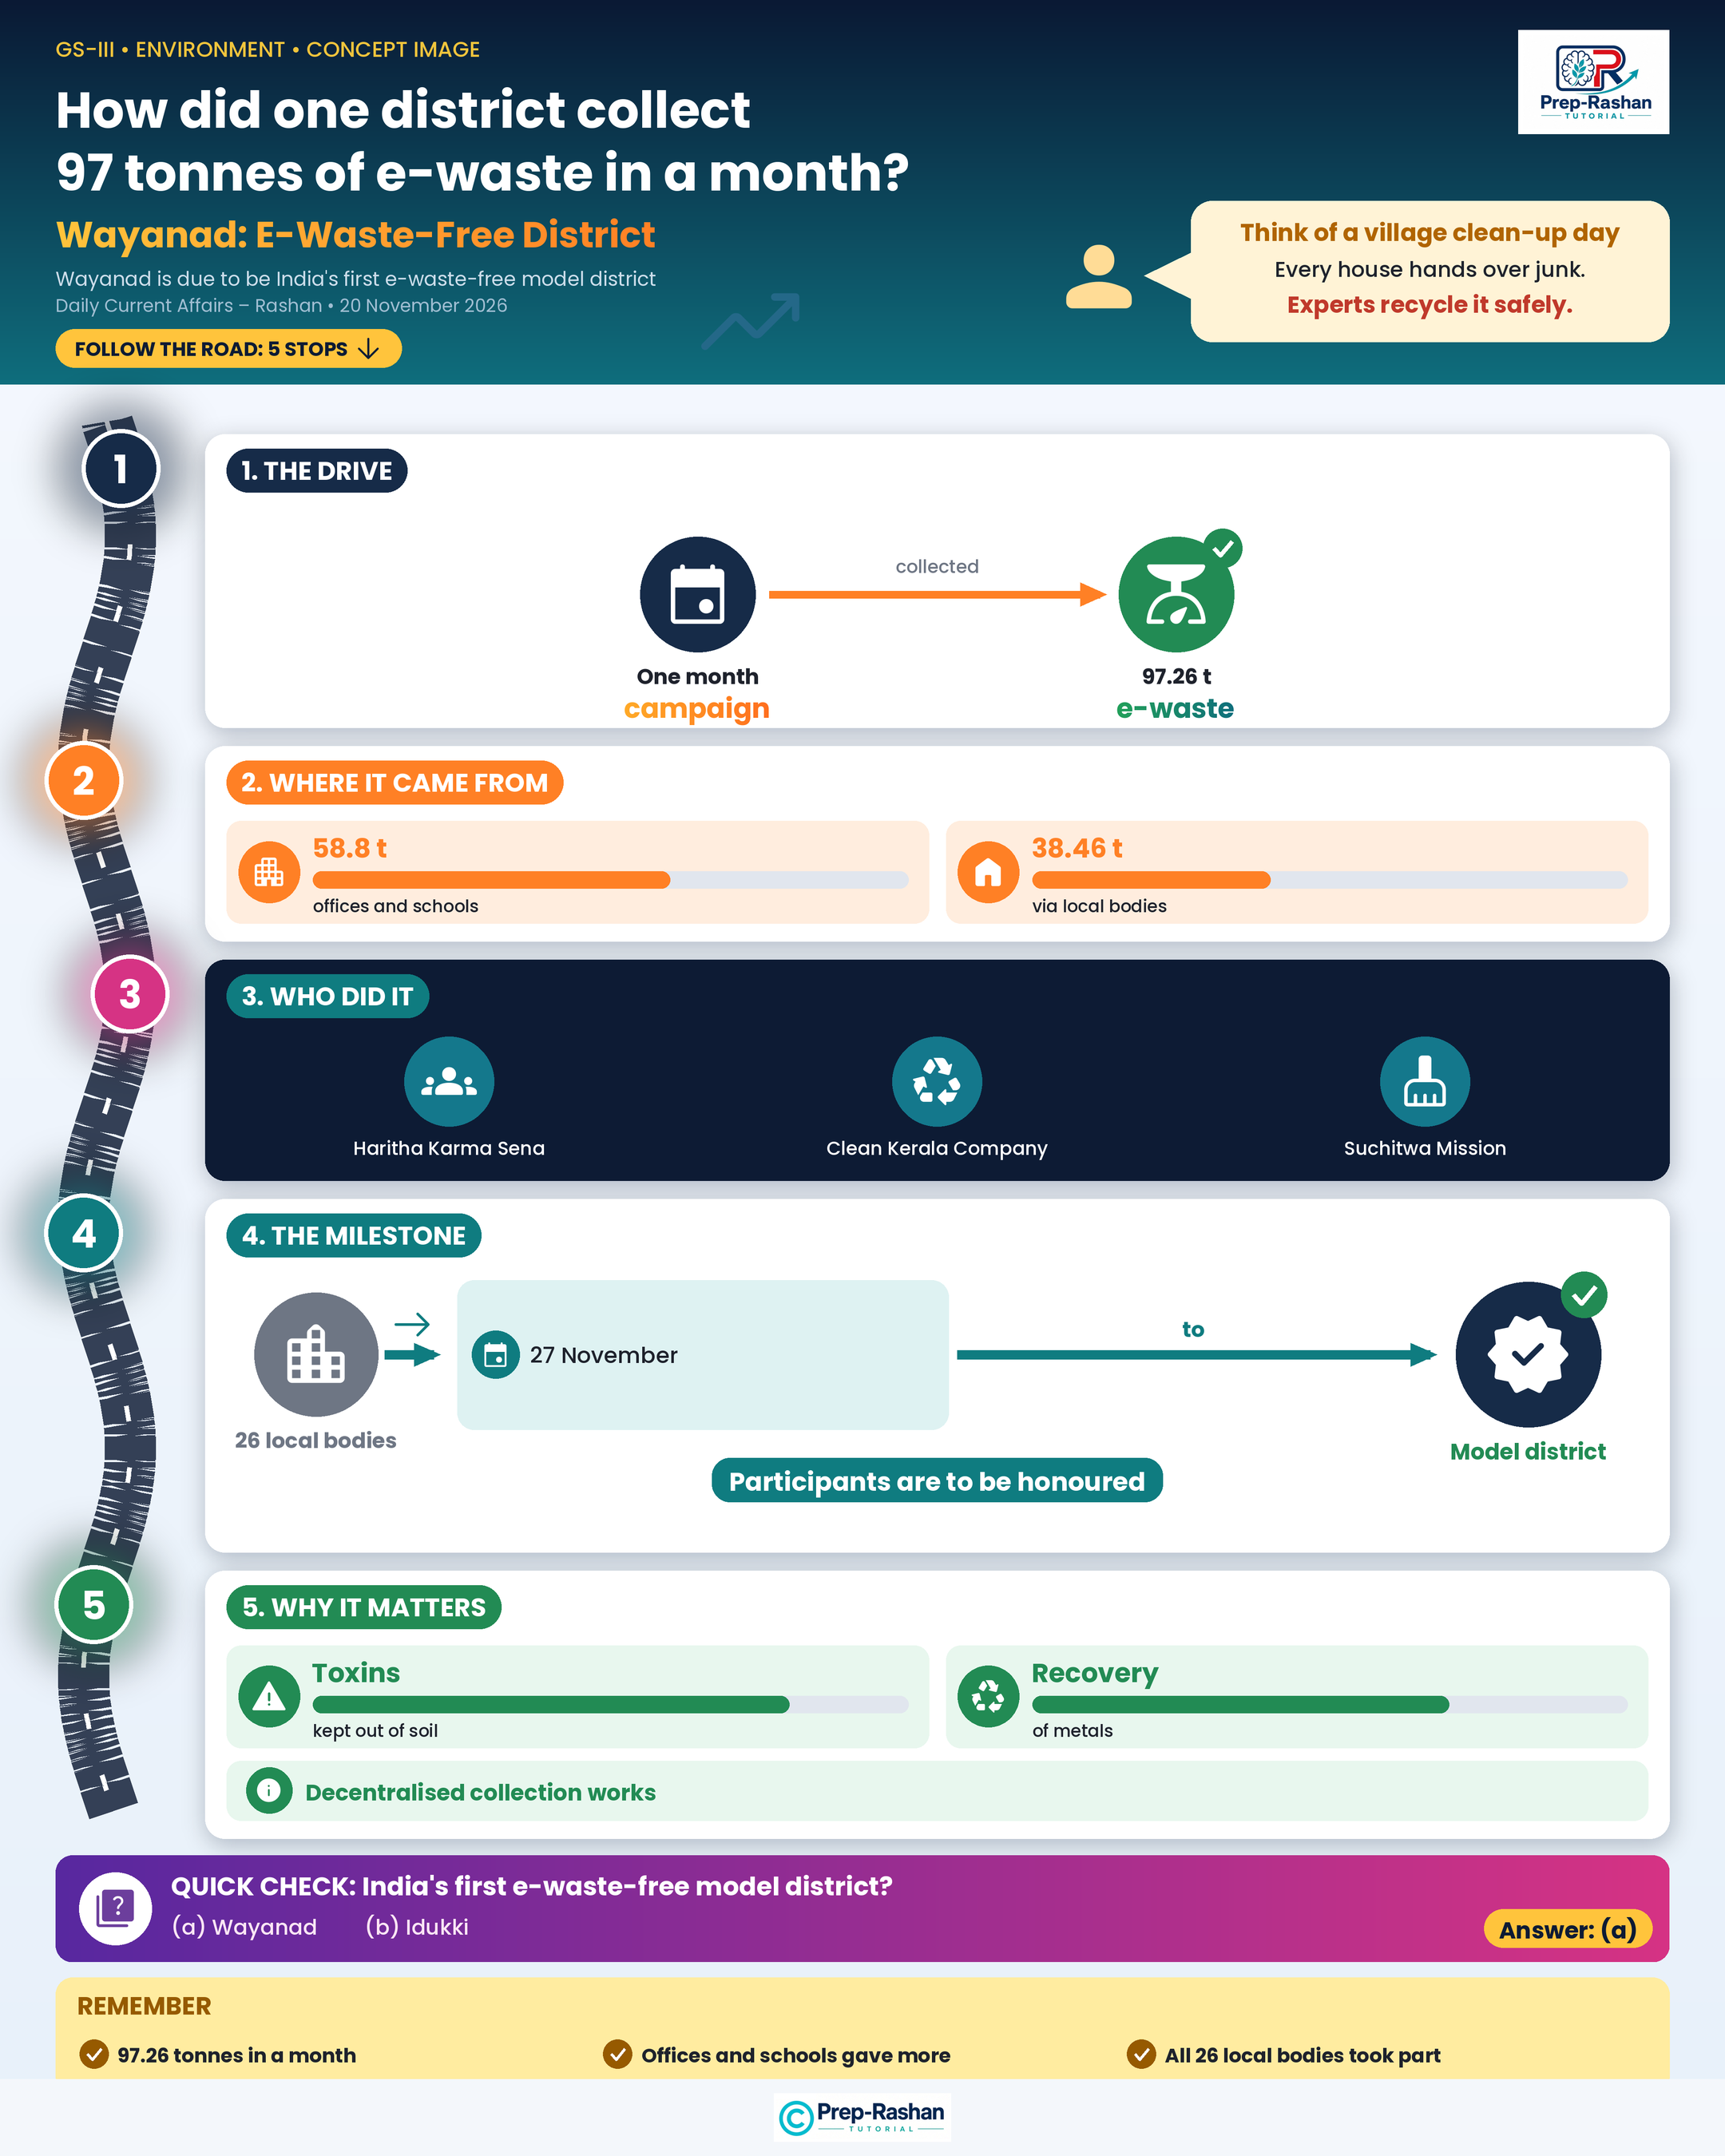 GS-III • ENVIRONMENT • CONCEPT IMAGE
How did one district collect
97 tonnes of e-waste in a month?
Wayanad: E-Waste-Free District
Wayanad is due to be India's first e-waste-free model district
Daily Current Affairs – Rashan • 20 November 2026
FOLLOW THE ROAD: 5 STOPS
Prep-Rashan
TUTORIAL
Think of a village clean-up day
Every house hands over junk.
Experts recycle it safely.
1
1. THE DRIVE
collected
One month
campaign
97.26 t
e-waste
2
2. WHERE IT CAME FROM
58.8 t
offices and schools
38.46 t
via local bodies
3
3. WHO DID IT
Haritha Karma Sena
Clean Kerala Company
Suchitwa Mission
4
4. THE MILESTONE
26 local bodies
27 November
to
Model district
Participants are to be honoured
5
5. WHY IT MATTERS
Toxins
kept out of soil
Recovery
of metals
Decentralised collection works
QUICK CHECK: India's first e-waste-free model district?
(a) Wayanad (b) Idukki
Answer: (a)
REMEMBER
97.26 tonnes in a month
Offices and schools gave more
All 26 local bodies took part
© Prep-Rashan
TUTORIAL